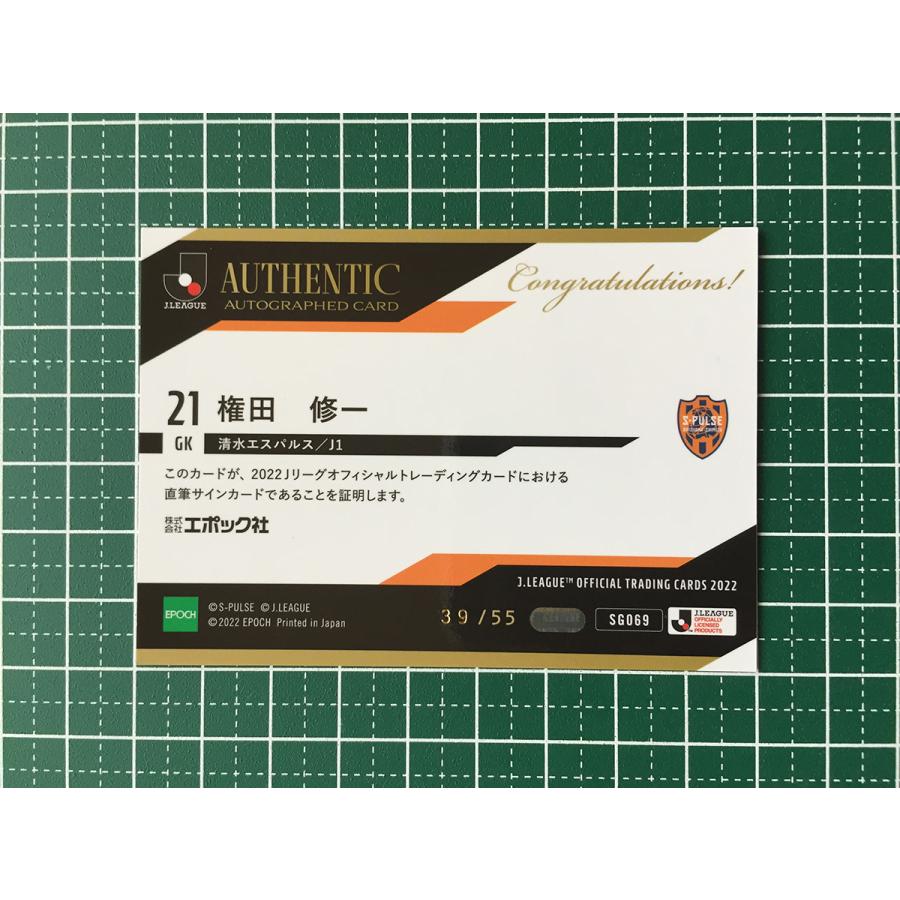 J.LEAGUE
AUTHENTIC
AUTOGRAPHED CARD
Congratulations!
21 権田 修一
GK 清水エスパルス/J1
S-PULSE
このカードが、2022Jリーグオフィシャルトレーディングカードにおける
直筆サインカードであることを証明します。
株式会社エポック社
J.LEAGUE™ OFFICIAL TRADING CARDS 2022
EPOCH
©S-PULSE ©J.LEAGUE
©2022 EPOCH Printed in Japan
39/55
SG069
J.LEAGUE
OFFICIALLY
LICENSED
PRODUCTS